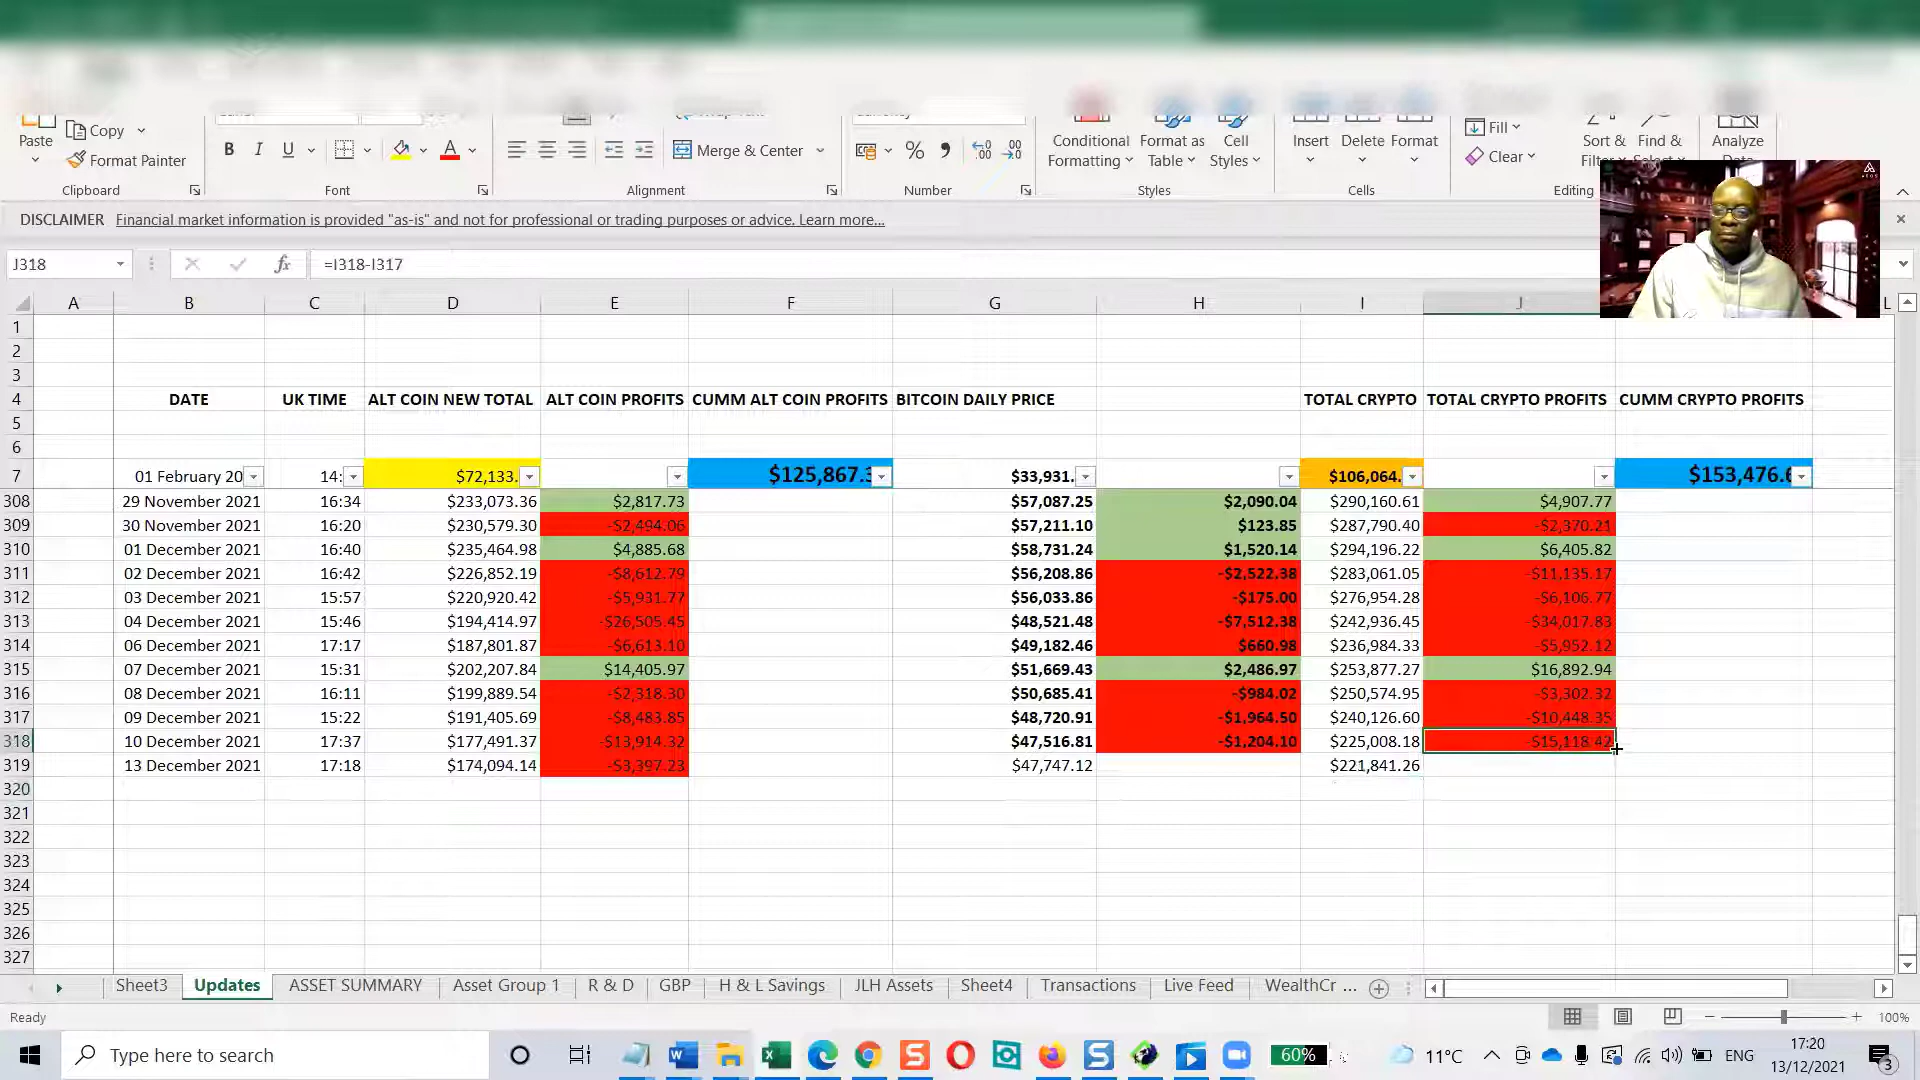 Paste
Copy
Format Painter
Clipboard
B I U
Font
Merge & Center
Alignment
Number
Conditional Formatting
Format as Table
Cell Styles
Styles
Insert
Delete
Format
Cells
Fill
Clear
Sort &
Find &
Analyze
Editing
DISCLAIMER Financial market information is provided "as-is" and not for professional or trading purposes or advice. Learn more...
J318 fx =I318-I317
A B C D E F G H I J L
1
2
3
4 DATE UK TIME ALT COIN NEW TOTAL ALT COIN PROFITS CUMM ALT COIN PROFITS BITCOIN DAILY PRICE TOTAL CRYPTO TOTAL CRYPTO PROFITS CUMM CRYPTO PROFITS
5
6
7 01 February 20 14: $72,133. $125,867. $33,931. $106,064. $153,476.
308 29 November 2021 16:34 $233,073.36 $2,817.73 $57,087.25 $2,090.04 $290,160.61 $4,907.77
309 30 November 2021 16:20 $230,579.30 -$2,494.06 $57,211.10 $123.85 $287,790.40 -$2,370.21
310 01 December 2021 16:40 $235,464.98 $4,885.68 $58,731.24 $1,520.14 $294,196.22 $6,405.82
311 02 December 2021 16:42 $226,852.19 -$8,612.79 $56,208.86 -$2,522.38 $283,061.05 -$11,135.17
312 03 December 2021 15:57 $220,920.42 -$5,931.77 $56,033.86 -$175.00 $276,954.28 -$6,106.77
313 04 December 2021 15:46 $194,414.97 -$26,505.45 $48,521.48 -$7,512.38 $242,936.45 -$34,017.83
314 06 December 2021 17:17 $187,801.87 -$6,613.10 $49,182.46 $660.98 $236,984.33 -$5,952.12
315 07 December 2021 15:31 $202,207.84 $14,405.97 $51,669.43 $2,486.97 $253,877.27 $16,892.94
316 08 December 2021 16:11 $199,889.54 -$2,318.30 $50,685.41 -$984.02 $250,574.95 -$3,302.32
317 09 December 2021 15:22 $191,405.69 -$8,483.85 $48,720.91 -$1,964.50 $240,126.60 -$10,448.35
318 10 December 2021 17:37 $177,491.37 -$13,914.32 $47,516.81 -$1,204.10 $225,008.18 -$15,118.42
319 13 December 2021 17:18 $174,094.14 -$3,397.23 $47,747.12 $221,841.26
320
321
322
323
324
325
326
327
Sheet3 Updates ASSET SUMMARY Asset Group 1 R & D GBP H & L Savings JLH Assets Sheet4 Transactions Live Feed WealthCr ...
Ready 100%
Type here to search
60% 11°C ENG
17:20
13/12/2021
3